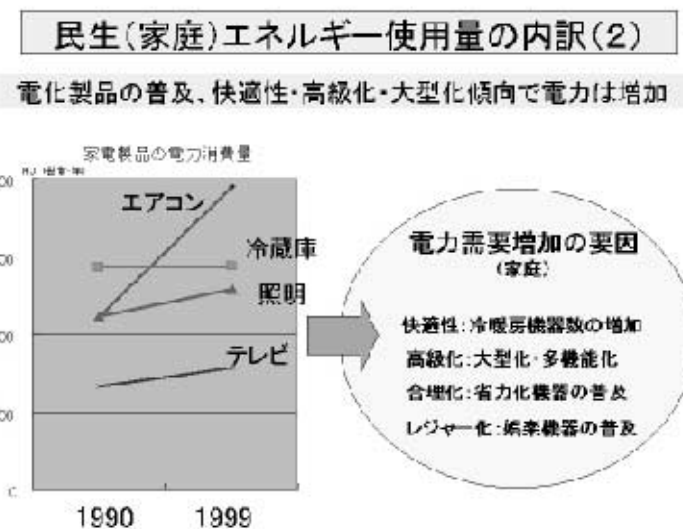 民生(家庭)エネルギー使用量の内訳(2)
電化製品の普及、快適性・高級化・大型化傾向で電力は増加
家電製品の電力消費量
エアコン
冷蔵庫
照明
テレビ
1990 1999
電力需要増加の要因
(家庭)
快適性:冷暖房機器数の増加
高級化:大型化・多機能化
合理化:省力化機器の普及
レジャー化:娯楽機器の普及